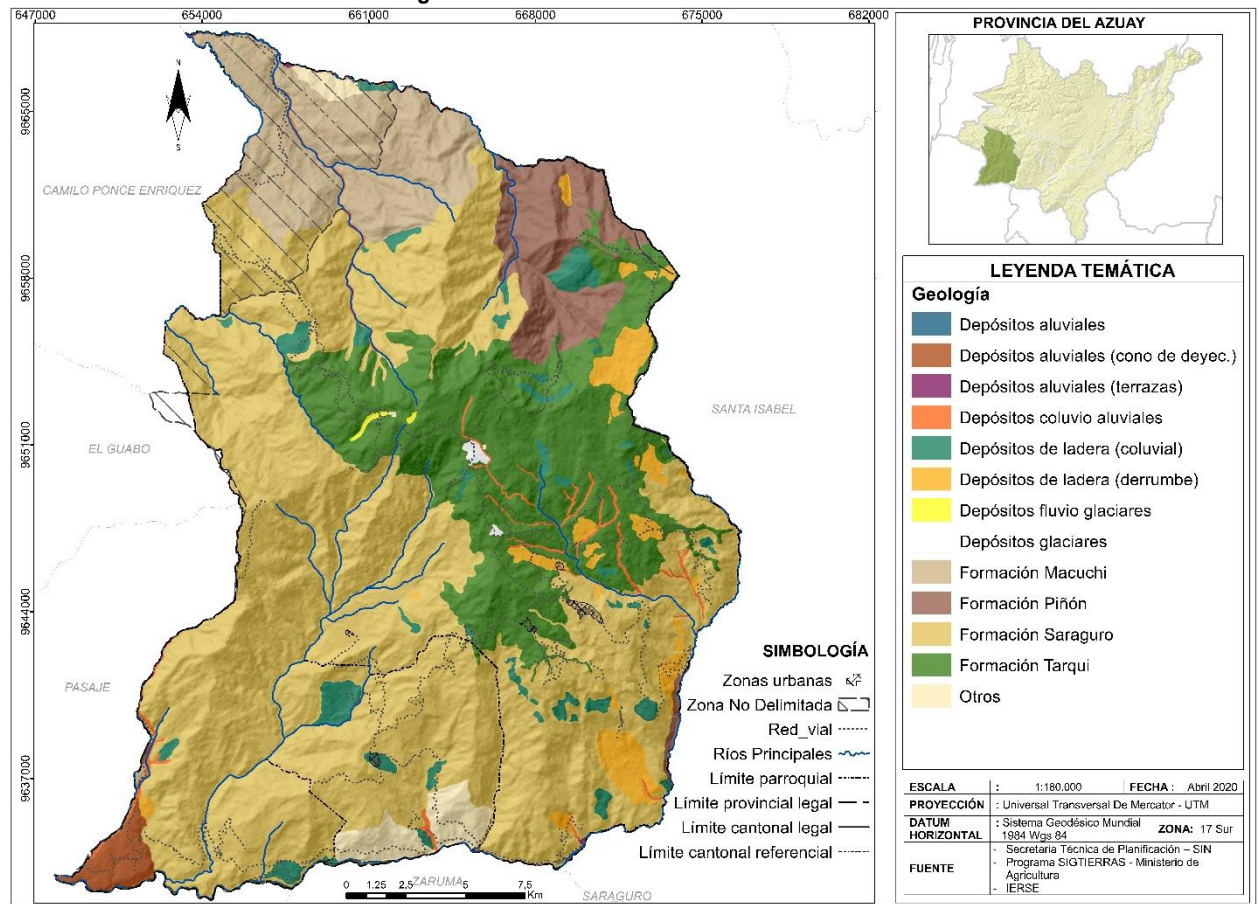 647000 654000 661000 668000 675000 682000
9665000
9658000
9651000
9644000
9637000
CAMILO PONCE ENRIQUEZ
EL GUABO
PASAJE
SANTA ISABEL
ZARUMA
SARAGURO
N
S
SIMBOLOGÍA
Zonas urbanas
Zona No Delimitada
Red_vial
Ríos Principales
Límite parroquial
Límite provincial legal
Límite cantonal legal
Límite cantonal referencial
0 1.25 2,5 5 7,5
Km
PROVINCIA DEL AZUAY
LEYENDA TEMÁTICA
Geología
Depósitos aluviales
Depósitos aluviales (cono de deyec.)
Depósitos aluviales (terrazas)
Depósitos coluvio aluviales
Depósitos de ladera (coluvial)
Depósitos de ladera (derrumbe)
Depósitos fluvio glaciares
Depósitos glaciares
Formación Macuchi
Formación Piñón
Formación Saraguro
Formación Tarqui
Otros
ESCALA : 1:180.000 FECHA : Abril 2020
PROYECCIÓN : Universal Transversal De Mercator - UTM
DATUM HORIZONTAL : Sistema Geodésico Mundial 1984 Wgs 84 ZONA: 17 Sur
FUENTE
- Secretaria Técnica de Planificación – SIN
- Programa SIGTIERRAS - Ministerio de Agricultura
- IERSE